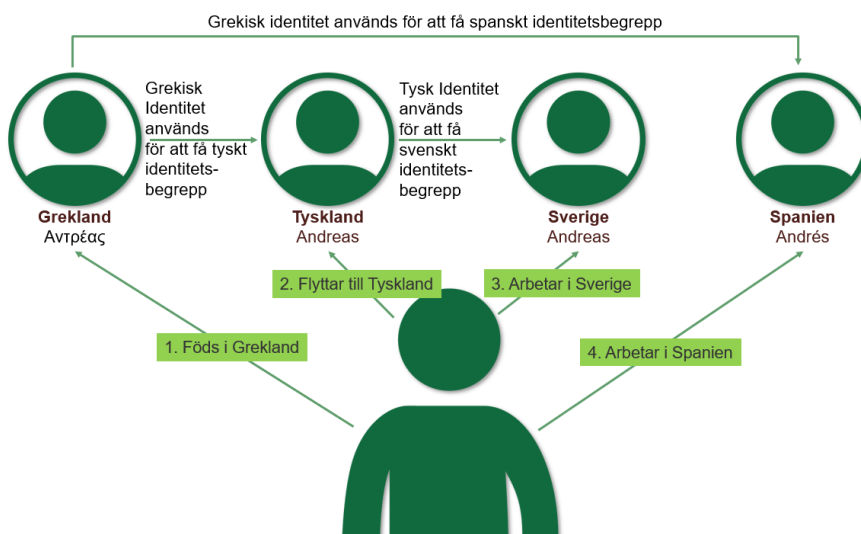 Grekisk identitet används för att få spanskt identitetsbegrepp
Grekisk
Identitet
används
för att få tyskt
identitets-
begrepp
Tysk Identitet
används
för att få
svenskt
identitets-
begrepp
Grekland
Αντρέας
Tyskland
Andreas
Sverige
Andreas
Spanien
Andrés
2. Flyttar till Tyskland
3. Arbetar i Sverige
1. Föds i Grekland
4. Arbetar i Spanien